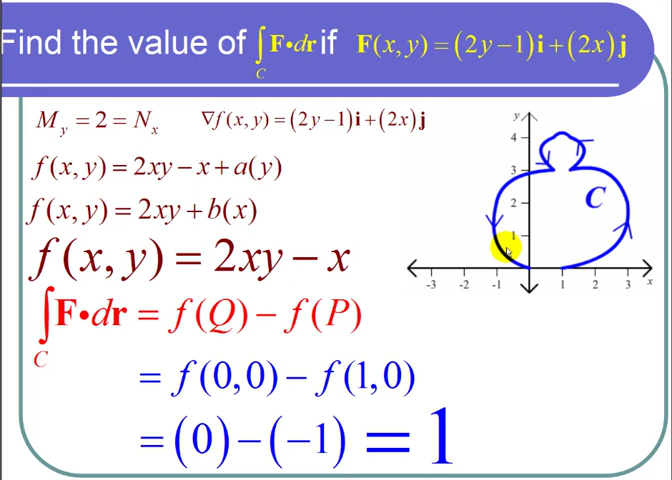 Find the value of ∫_C F•dr if F(x, y) = (2y−1)i + (2x)j
M_y = 2 = N_x   ∇f(x, y) = (2y−1)i + (2x)j
f(x, y) = 2xy − x + a(y)
f(x, y) = 2xy + b(x)
f(x, y) = 2xy − x
∫_C F•dr = f(Q) − f(P)
= f(0,0) − f(1,0)
= (0) − (−1) = 1
y
4
3
2
1
C
-3 -2 -1 1 2 3 x